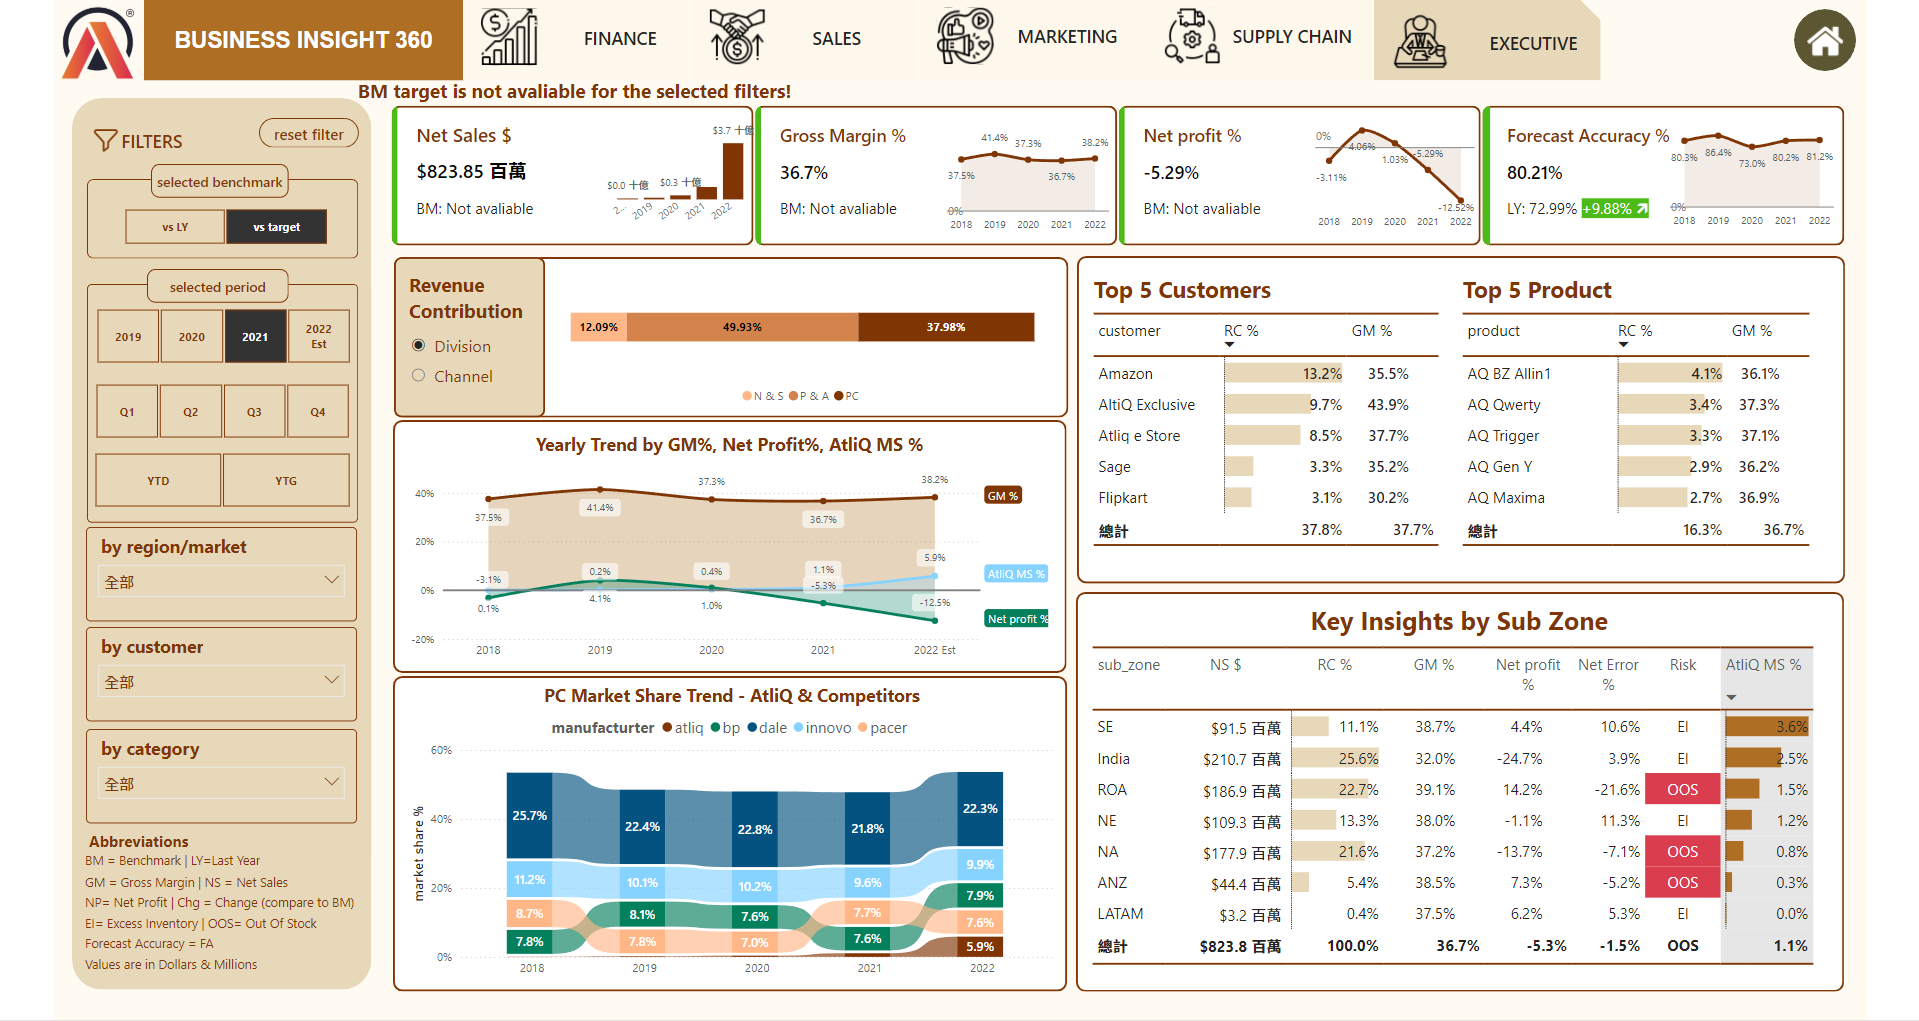 BUSINESS INSIGHT 360
FINANCE
SALES
MARKETING
SUPPLY CHAIN
EXECUTIVE
BM target is not avaliable for the selected filters!
FILTERS
reset filter
selected benchmark
vs LY
vs target
selected period
2019
2020
2021
2022
Est
Q1
Q2
Q3
Q4
YTD
YTG
by region/market
全部
by customer
全部
by category
全部
Abbreviations
BM = Benchmark | LY=Last Year
GM = Gross Margin | NS = Net Sales
NP= Net Profit | Chg = Change (compare to BM)
EI= Excess Inventory | OOS= Out Of Stock
Forecast Accuracy = FA
Values are in Dollars & Millions
Net Sales $
$823.85 百萬
BM: Not avaliable
$3.7 十億
$0.0 十億
$0.3 十億
2...
2019
2020
2021
2022
Gross Margin %
36.7%
BM: Not avaliable
41.4%
37.3%
38.2%
37.5%
36.7%
0%
2018 2019 2020 2021 2022
Net profit %
-5.29%
BM: Not avaliable
0%
4.06%
1.03%
-5.29%
-3.11%
-12.52%
2018 2019 2020 2021 2022
Forecast Accuracy %
80.21%
LY: 72.99% +9.88%
80.3%
86.4%
73.0%
80.2%
81.2%
0%
2018 2019 2020 2021 2022
Revenue
Contribution
Division
Channel
12.09% 49.93% 37.98%
N & S P & A PC
Yearly Trend by GM%, Net Profit%, AtliQ MS %
40%
20%
0%
-20%
37.5%
41.4%
37.3%
36.7%
38.2%
-3.1%
0.2%
0.4%
1.1%
-5.3%
5.9%
0.1%
4.1%
1.0%
-12.5%
GM %
AtliQ MS %
Net profit %
2018 2019 2020 2021 2022 Est
PC Market Share Trend - AtliQ & Competitors
manufacturter atliq bp dale innovo pacer
market share %
60%
40%
20%
0%
25.7% 22.4% 22.8% 21.8% 22.3%
11.2% 10.1% 10.2% 9.6% 9.9%
8.7% 8.1% 7.6% 7.7% 7.9%
7.8% 7.8% 7.0% 7.6% 7.6%
5.9%
2018 2019 2020 2021 2022
Top 5 Customers
customer RC % GM %
Amazon 13.2% 35.5%
AltiQ Exclusive 9.7% 43.9%
Atliq e Store 8.5% 37.7%
Sage 3.3% 35.2%
Flipkart 3.1% 30.2%
總計 37.8% 37.7%
Top 5 Product
product RC % GM %
AQ BZ Allin1 4.1% 36.1%
AQ Qwerty 3.4% 37.3%
AQ Trigger 3.3% 37.1%
AQ Gen Y 2.9% 36.2%
AQ Maxima 2.7% 36.9%
總計 16.3% 36.7%
Key Insights by Sub Zone
sub_zone NS $ RC % GM % Net profit % Net Error % Risk AtliQ MS %
SE $91.5 百萬 11.1% 38.7% 4.4% 10.6% EI 3.6%
India $210.7 百萬 25.6% 32.0% -24.7% 3.9% EI 2.5%
ROA $186.9 百萬 22.7% 39.1% 14.2% -21.6% OOS 1.5%
NE $109.3 百萬 13.3% 38.0% -1.1% 11.3% EI 1.2%
NA $177.9 百萬 21.6% 37.2% -13.7% -7.1% OOS 0.8%
ANZ $44.4 百萬 5.4% 38.5% 7.3% -5.2% OOS 0.3%
LATAM $3.2 百萬 0.4% 37.5% 6.2% 5.3% EI 0.0%
總計 $823.8 百萬 100.0% 36.7% -5.3% -1.5% OOS 1.1%